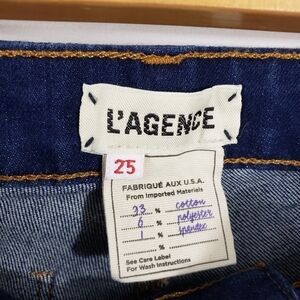 L'AGENCE
25
FABRIQUÉ AUX U.S.A.
From Imported Materials
93 % cotton
6 % polyester
1 % spandex
See Care Label
For Wash Instructions